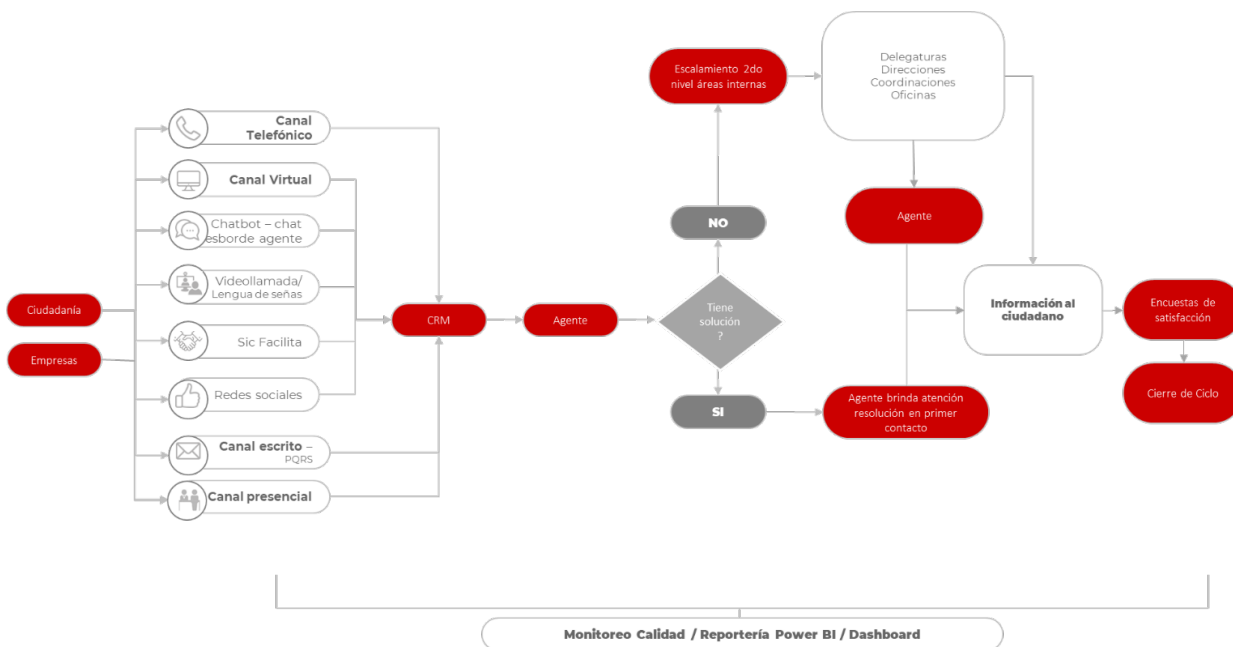 Ciudadanía
Empresas
Canal
Telefónico
Canal Virtual
Chatbot – chat
esborde agente
Videollamada/
Lengua de señas
Sic Facilita
Redes sociales
Canal escrito –
PQRS
Canal presencial
CRM
Agente
Tiene
solución
?
NO
SI
Escalamiento 2do
nivel áreas internas
Delegaturas
Direcciones
Coordinaciones
Oficinas
Agente
Agente brinda atención
resolución en primer
contacto
Información al
ciudadano
Encuestas de
satisfacción
Cierre de Ciclo
Monitoreo Calidad / Reportería Power BI / Dashboard